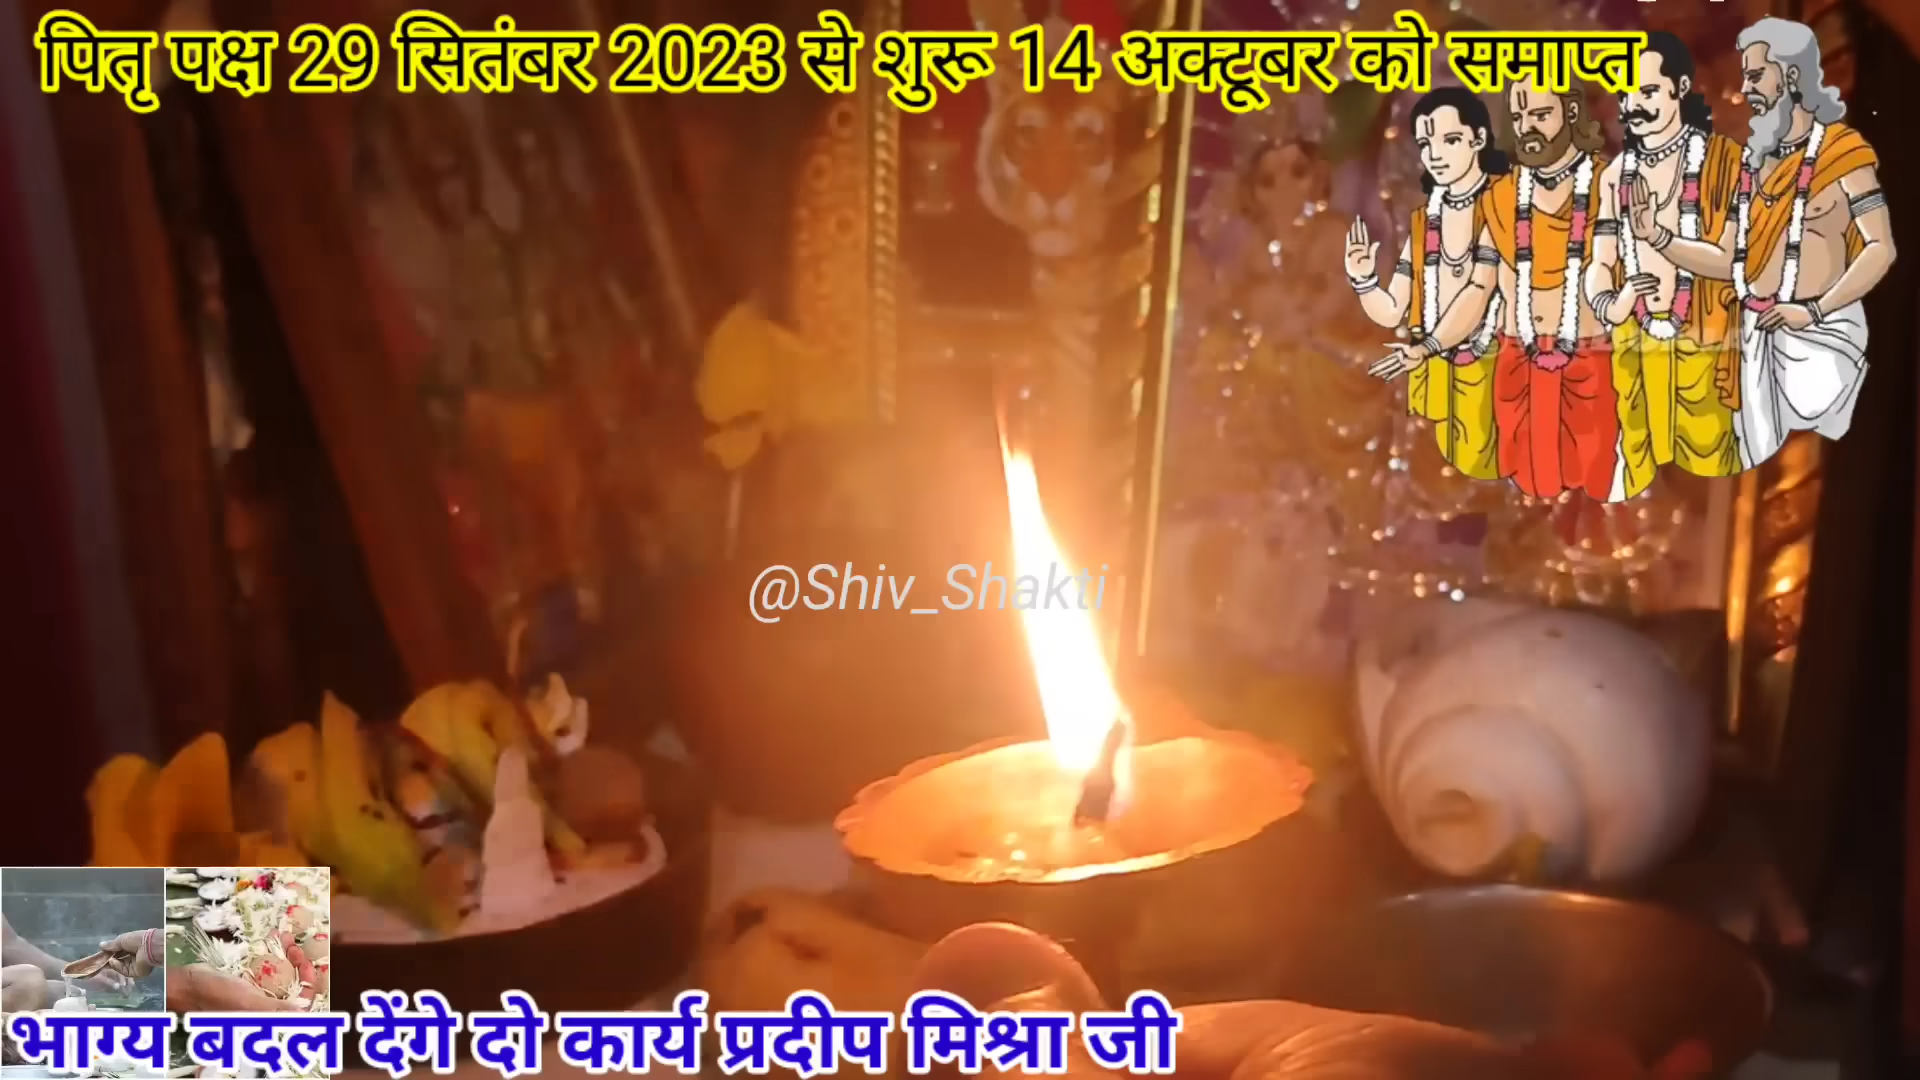 पितृ पक्ष 29 सितंबर 2023 से शुरू 14 अक्टूबर को समाप्त
@Shiv_Shakti
भाग्य बदल देंगे दो कार्य प्रदीप मिश्रा जी